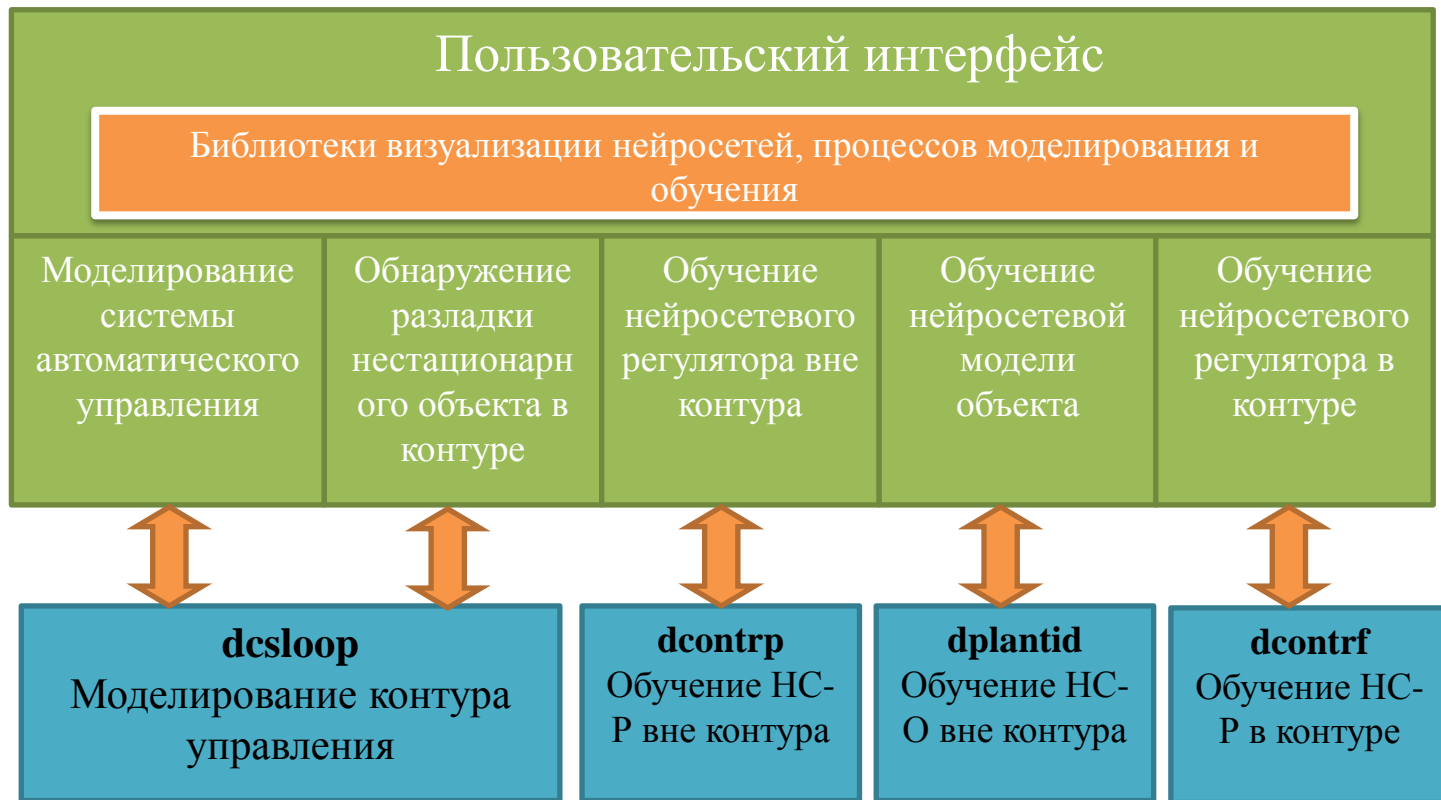 Пользовательский интерфейс
Библиотеки визуализации нейросетей, процессов моделирования и
обучения
Моделирование
системы
автоматического
управления
Обнаружение
разладки
нестационарн
ого объекта в
контуре
Обучение
нейросетевого
регулятора вне
контура
Обучение
нейросетевой
модели
объекта
Обучение
нейросетевого
регулятора в
контуре
dcsloop
Моделирование контура
управления
dcontrp
Обучение НС-
Р вне контура
dplantid
Обучение НС-
О вне контура
dcontrf
Обучение НС-
Р в контуре